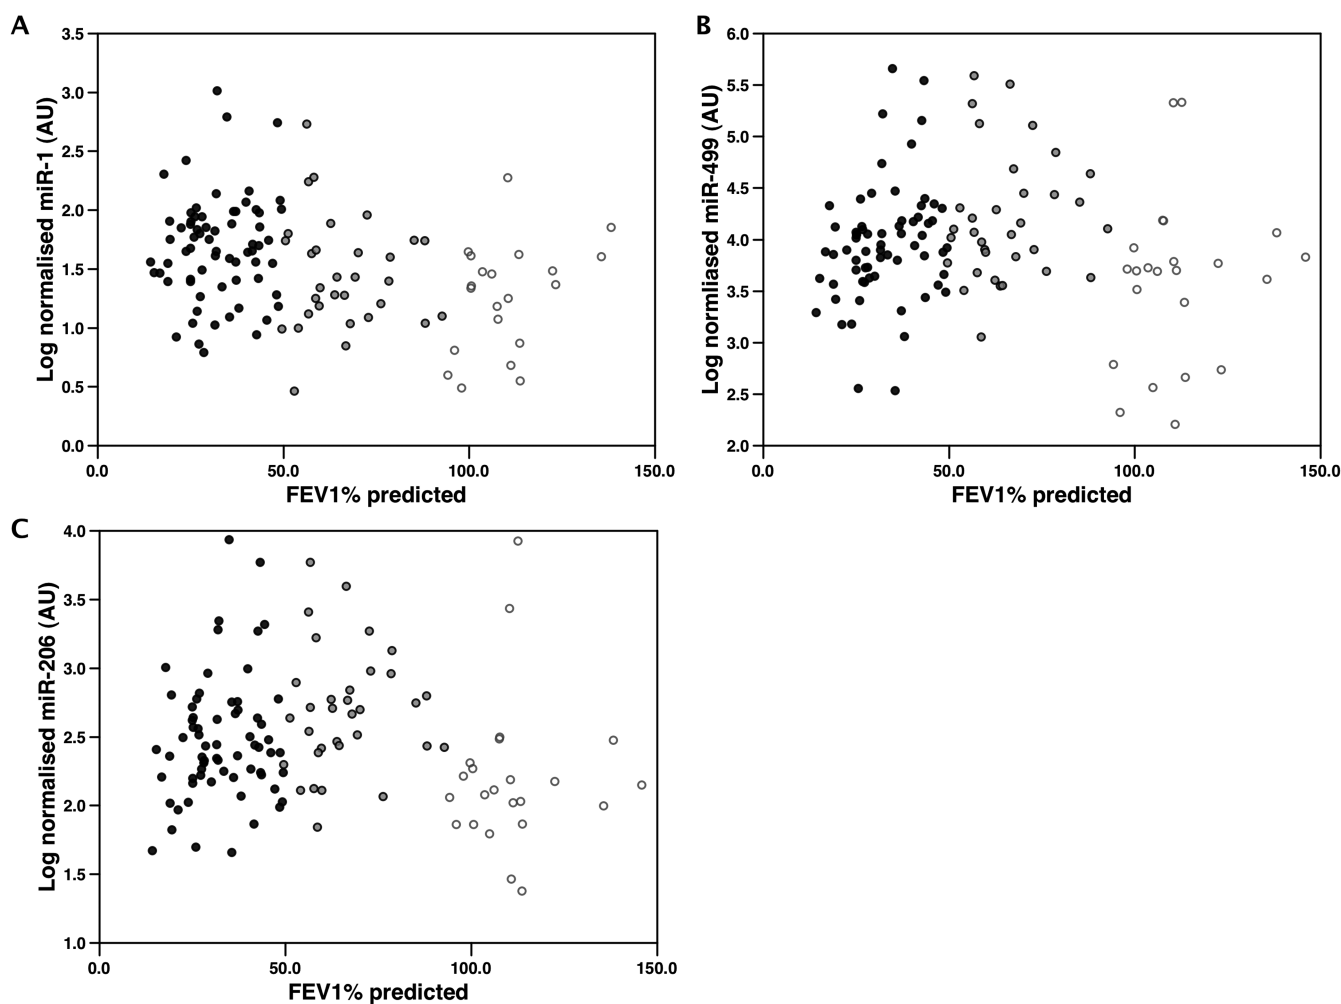 A
3.5
3.0
2.5
2.0
1.5
1.0
0.5
0.0
Log normalised miR-1 (AU)
0.0 50.0 100.0 150.0
FEV1% predicted
B
6.0
5.5
5.0
4.5
4.0
3.5
3.0
2.5
2.0
Log normliased miR-499 (AU)
0.0 50.0 100.0 150.0
FEV1% predicted
C
4.0
3.5
3.0
2.5
2.0
1.5
1.0
Log normalised miR-206 (AU)
0.0 50.0 100.0 150.0
FEV1% predicted